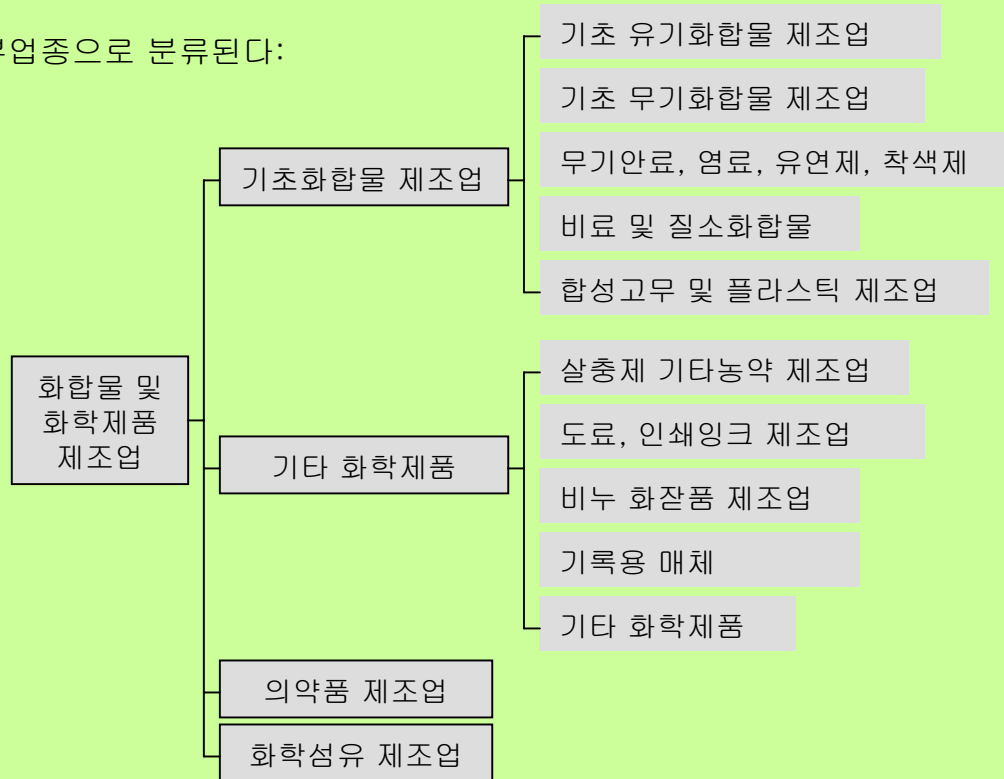 업종으로 분류된다:
기초 유기화합물 제조업
기초 무기화합물 제조업
무기안료, 염료, 유연제, 착색제
비료 및 질소화합물
합성고무 및 플라스틱 제조업
기초화합물 제조업
화합물 및
화학제품
제조업
기타 화학제품
살충제 기타농약 제조업
도료, 인쇄잉크 제조업
비누 화잗품 제조업
기록용 매체
기타 화학제품
의약품 제조업
화학섬유 제조업